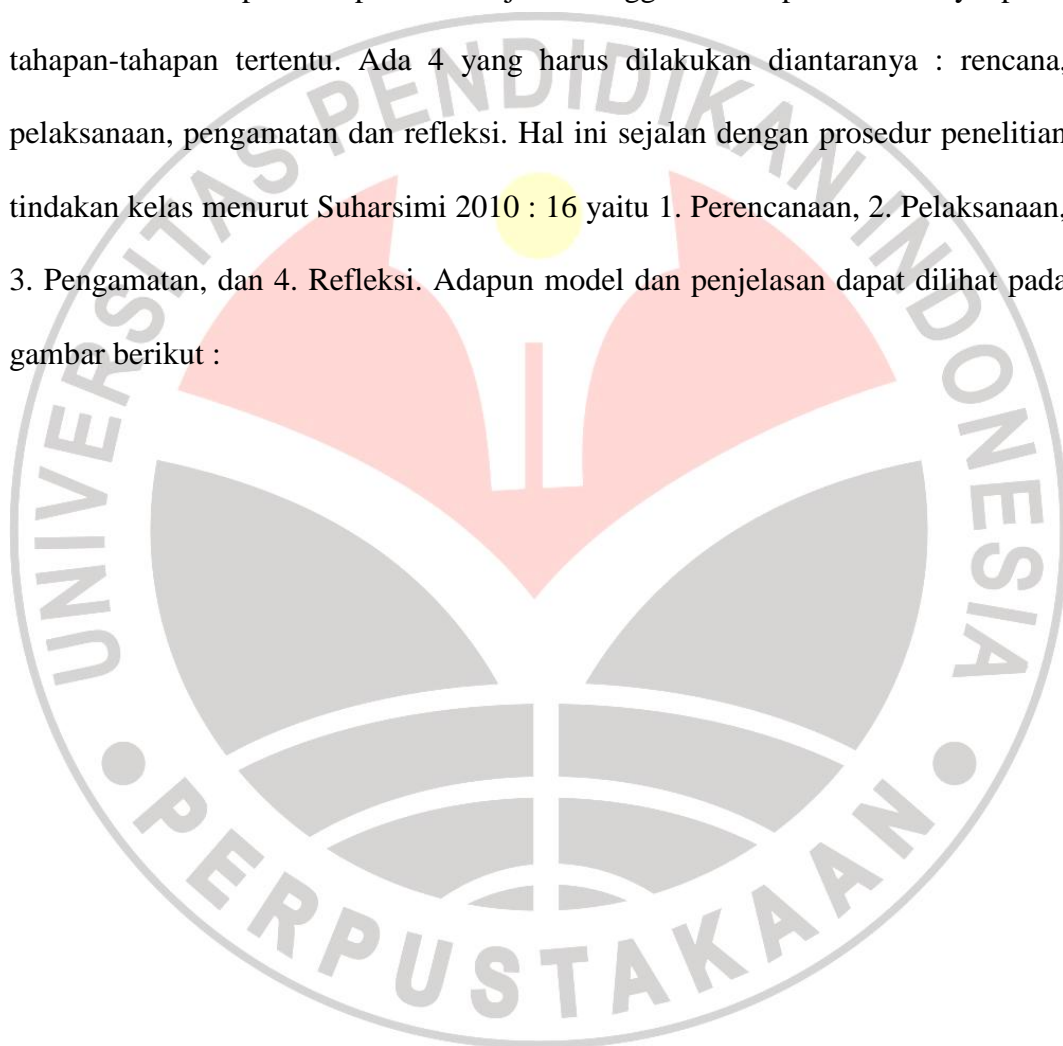 tahapan-tahapan tertentu. Ada 4 yang harus dilakukan diantaranya : rencana,
pelaksanaan, pengamatan dan refleksi. Hal ini sejalan dengan prosedur penelitian
tindakan kelas menurut Suharsimi 2010 : 16 yaitu 1. Perencanaan, 2. Pelaksanaan,
3. Pengamatan, dan 4. Refleksi. Adapun model dan penjelasan dapat dilihat pada
gambar berikut :
UNIVERSITAS PENDIDIKAN INDONESIA
PERPUSTAKAAN